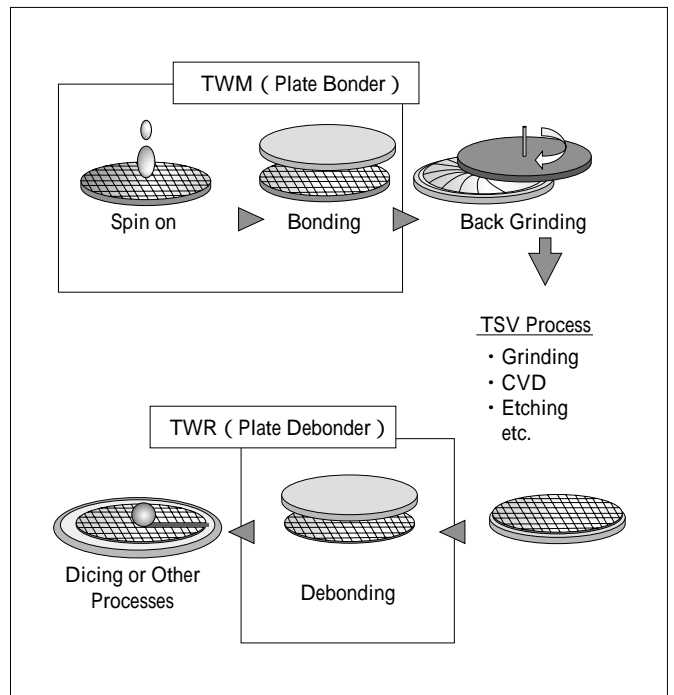 TWM ( Plate Bonder )
Spin on
Bonding
Back Grinding
TSV Process
・Grinding
・CVD
・Etching
etc.
TWR ( Plate Debonder )
Dicing or Other
Processes
Debonding